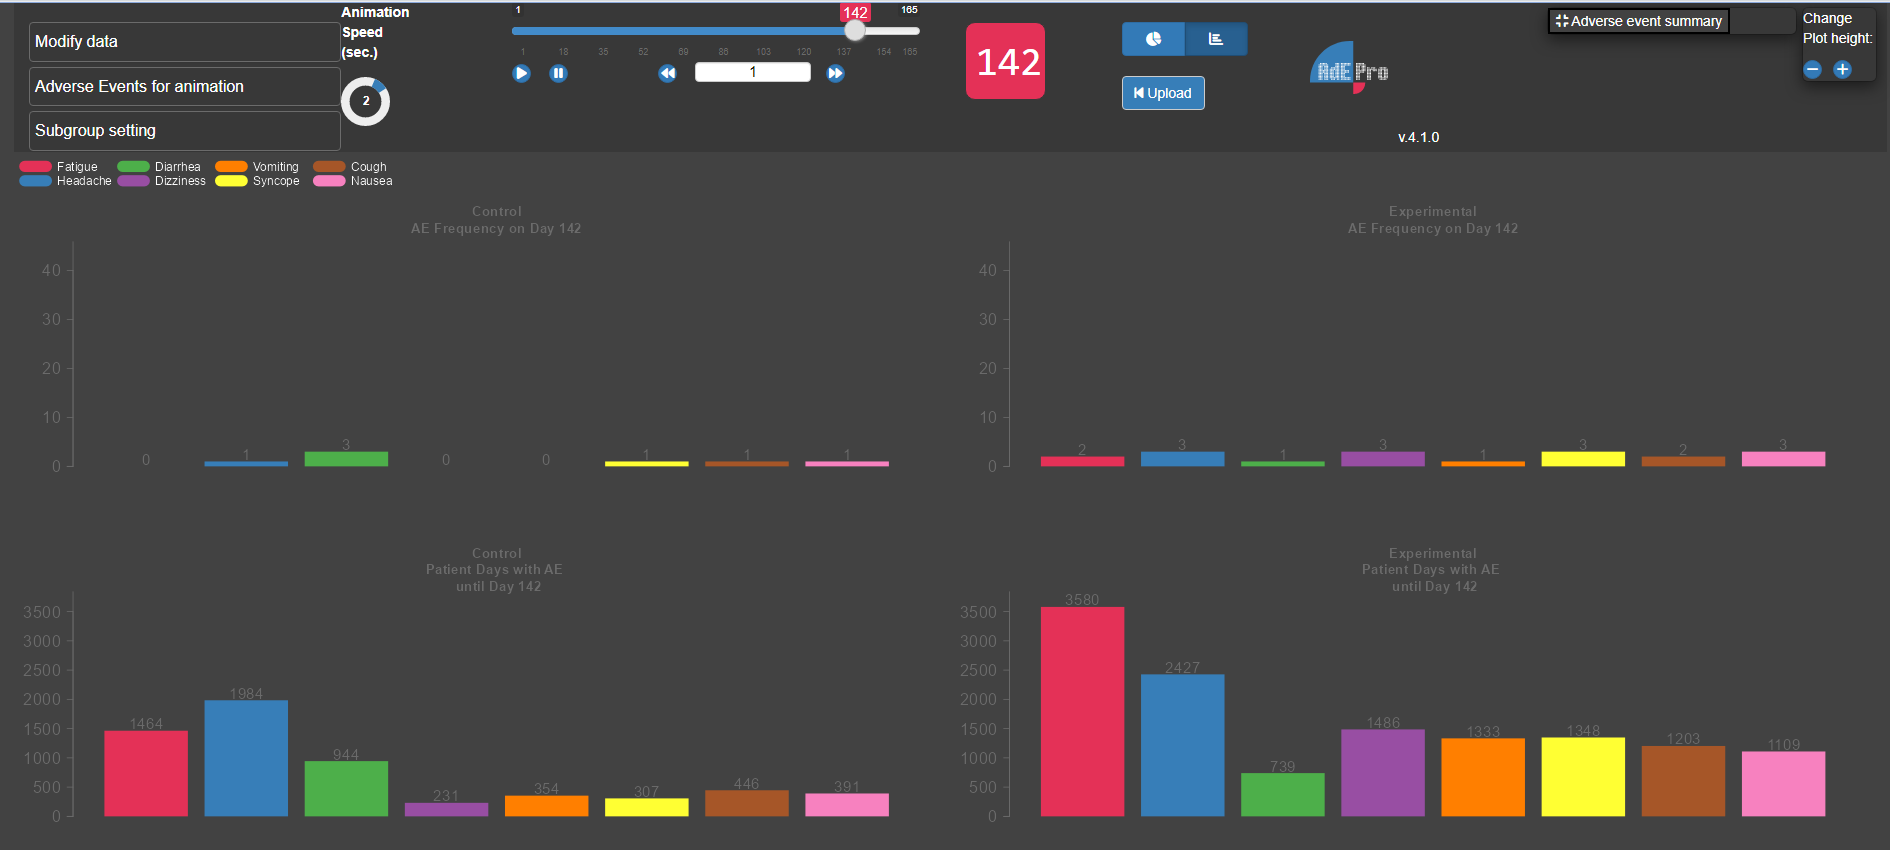 Modify data
Adverse Events for animation
Subgroup setting
Animation
Speed
(sec.)
2
1
142
165
1 18 35 52 69 86 103 120 137 154 165
1
142
Upload
AdEPro
v.4.1.0
Adverse event summary
Change
Plot height:
Fatigue Diarrhea Vomiting Cough
Headache Dizziness Syncope Nausea
Control
AE Frequency on Day 142
40
30
20
10
0
0 1 3 0 0 1 1 1
Experimental
AE Frequency on Day 142
40
30
20
10
0
2 3 1 3 1 3 2 3
Control
Patient Days with AE
until Day 142
3500
3000
2500
2000
1500
1000
500
0
1464 1984 944 231 354 307 446 391
Experimental
Patient Days with AE
until Day 142
3500
3000
2500
2000
1500
1000
500
0
3580 2427 739 1486 1333 1348 1203 1109